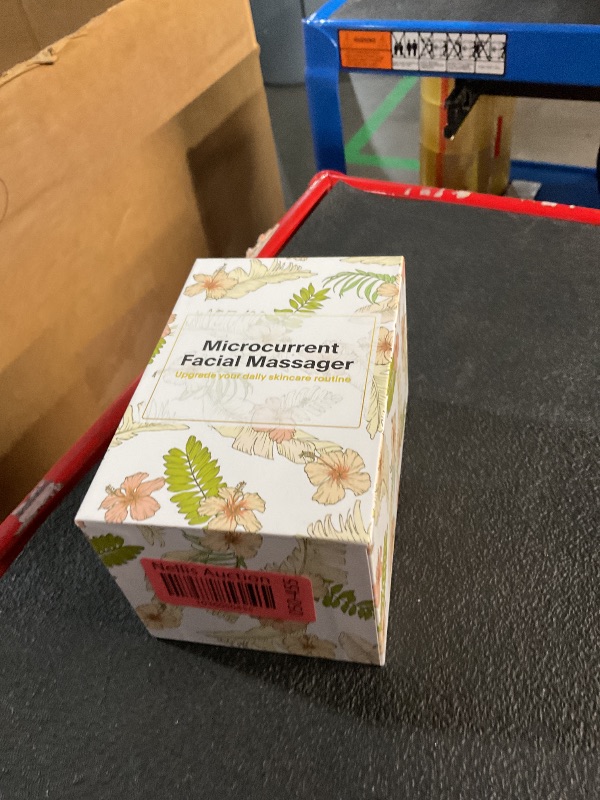 Microcurrent
Facial Massager
Upgrade your daily skincare routine
Nellis Auction